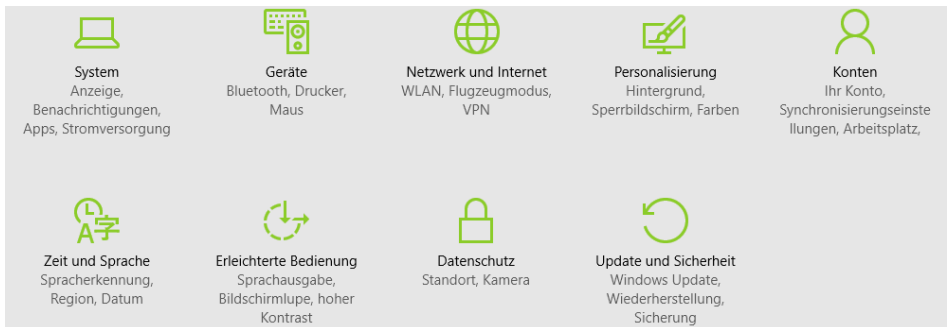 System
Anzeige,
Benachrichtigungen,
Apps, Stromversorgung
Geräte
Bluetooth, Drucker,
Maus
Netzwerk und Internet
WLAN, Flugzeugmodus,
VPN
Personalisierung
Hintergrund,
Sperrbildschirm, Farben
Konten
Ihr Konto,
Synchronisierungseinste
llungen, Arbeitsplatz,
A字
Zeit und Sprache
Spracherkennung,
Region, Datum
Erleichterte Bedienung
Sprachausgabe,
Bildschirmlupe, hoher
Kontrast
Datenschutz
Standort, Kamera
Update und Sicherheit
Windows Update,
Wiederherstellung,
Sicherung